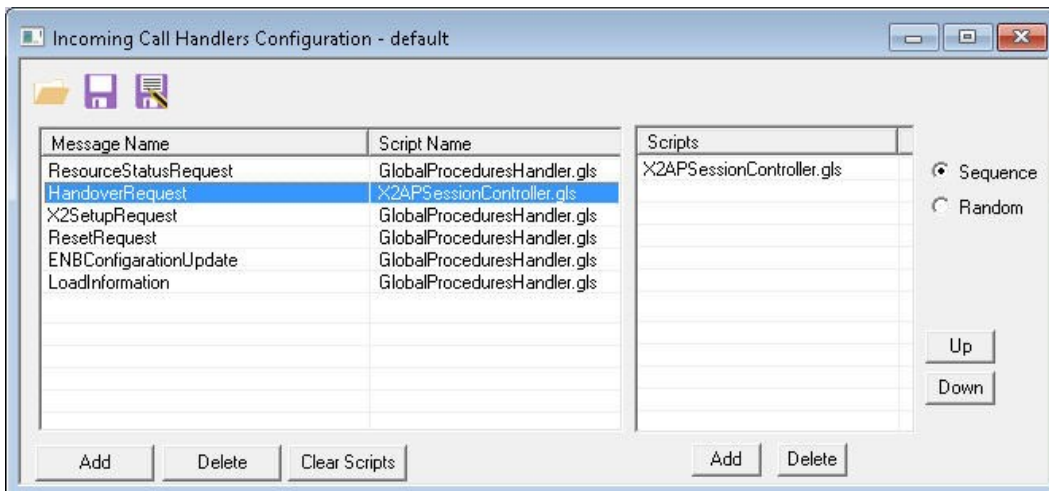 Incoming Call Handlers Configuration - default
Message Name Script Name Scripts
ResourceStatusRequest GlobalProceduresHandler.gls X2APSessionController.gls
HandoverRequest X2APSessionController.gls
X2SetupRequest GlobalProceduresHandler.gls
ResetRequest GlobalProceduresHandler.gls
ENBConfigarationUpdate GlobalProceduresHandler.gls
LoadInformation GlobalProceduresHandler.gls
Sequence
Random
Up
Down
Add Delete Clear Scripts Add Delete